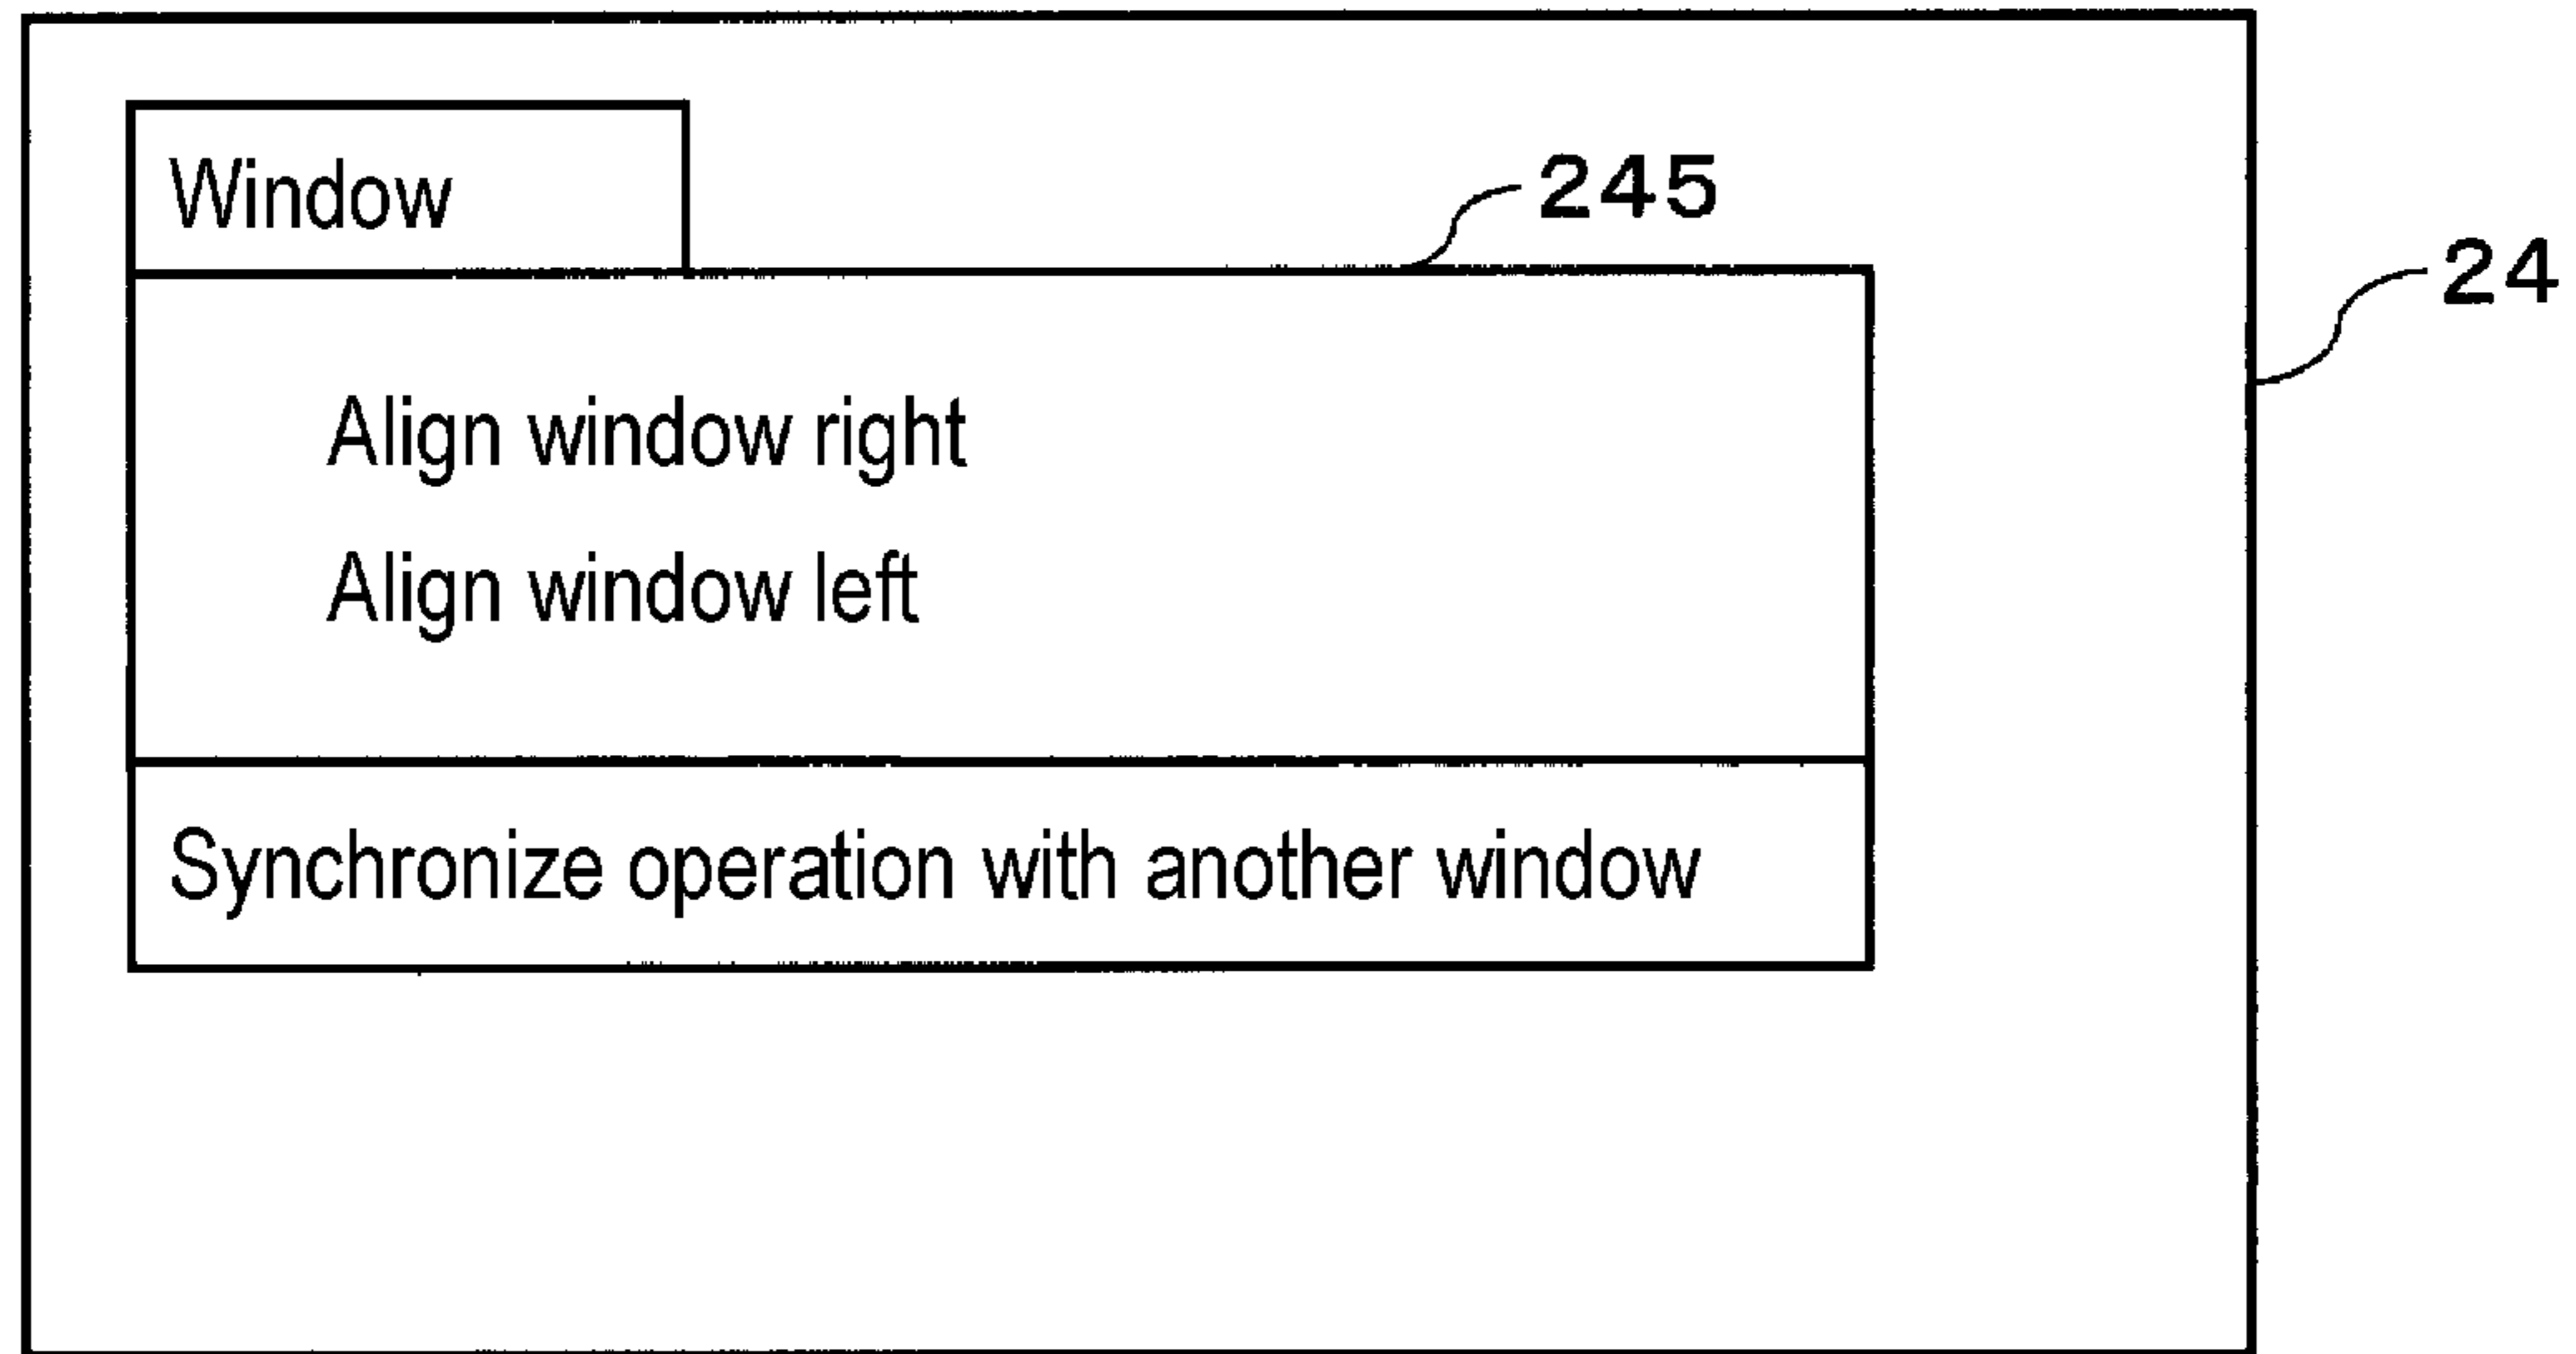 Window
245
24
Align window right
Align window left
Synchronize operation with another window